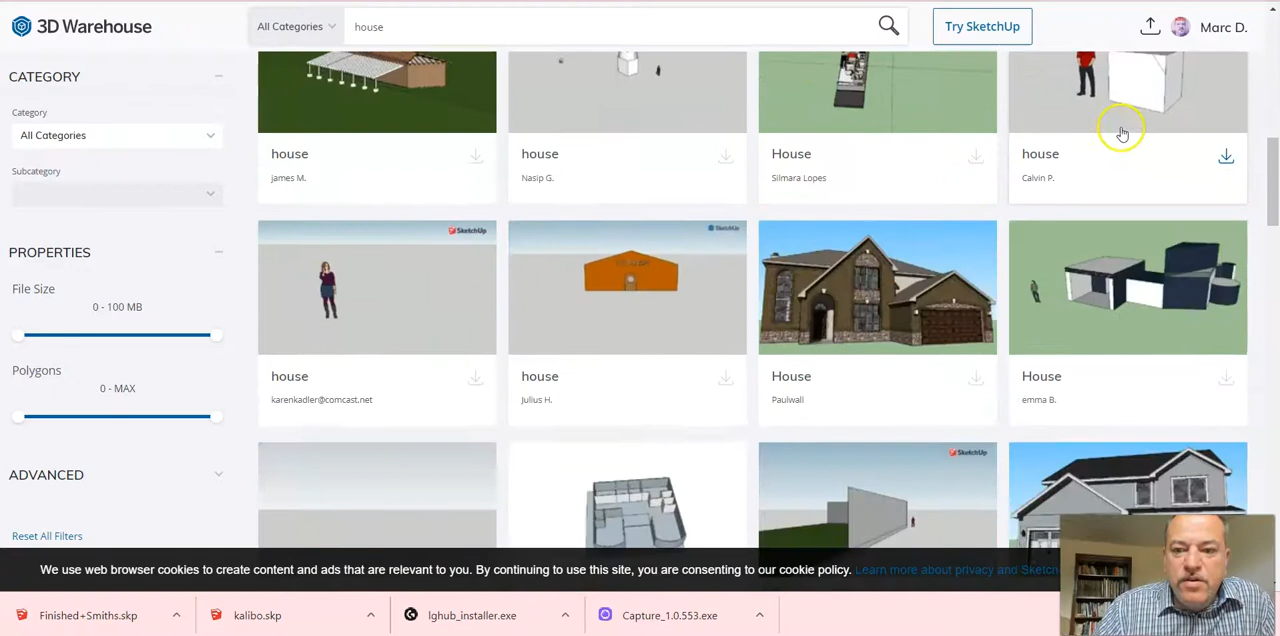 3D Warehouse
All Categories
house
Try SketchUp
Marc D.
CATEGORY
Category
All Categories
Subcategory
PROPERTIES
File Size
0 - 100 MB
Polygons
0 - MAX
ADVANCED
Reset All Filters
house
James M.
house
Nasip G.
House
Silmara Lopes
house
Calvin P.
SketchUp
SketchUp
house
karenkadler@comcast.net
house
Julius H.
House
Paulwall
House
emma B.
SketchUp
We use web browser cookies to create content and ads that are relevant to you. By continuing to use this site, you are consenting to our cookie policy. Learn more about privacy and Sketch
Finished+Smiths.skp
kalibo.skp
lghub_installer.exe
Capture_1.0.553.exe